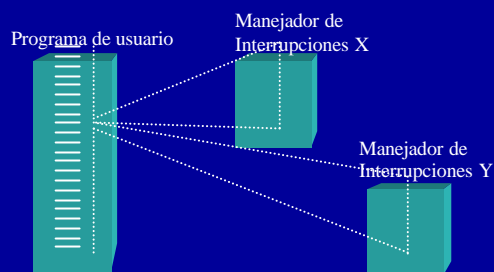 Programa de usuario
Manejador de
Interrupciones X
Manejador de
Interrupciones Y